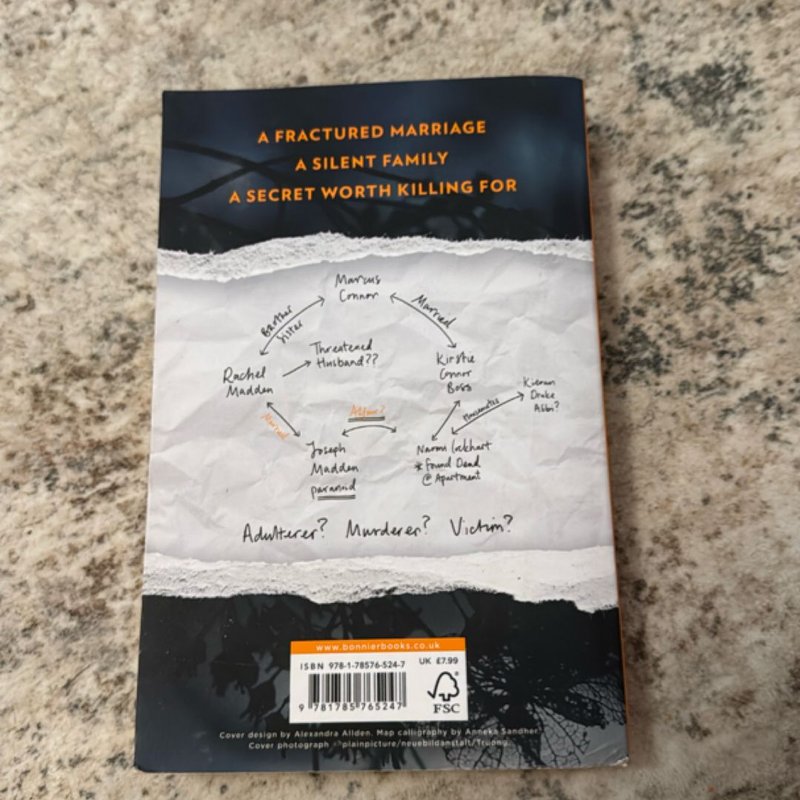 A FRACTURED MARRIAGE
A SILENT FAMILY
A SECRET WORTH KILLING FOR
Marcus
Connor
Brother
Sister
Married
Threatened
Husband??
Rachel
Madden
Kirstie
Connor
Boss
Kieran
Drake
Alibi?
Housemates
Married
Affair?
Joseph
Madden
paranoid
Naomi Lockhart
* Found Dead
@ Apartment
Adulterer? Murderer? Victim?
www.bonnierbooks.co.uk
ISBN 978-1-78576-524-7
UK £7.99
9 781785 765247
FSC
Cover design by Alexandra Allden. Map calligraphy by Anneka Sandher.
Cover photograph plainpicture/neuebildanstalt/Truong.